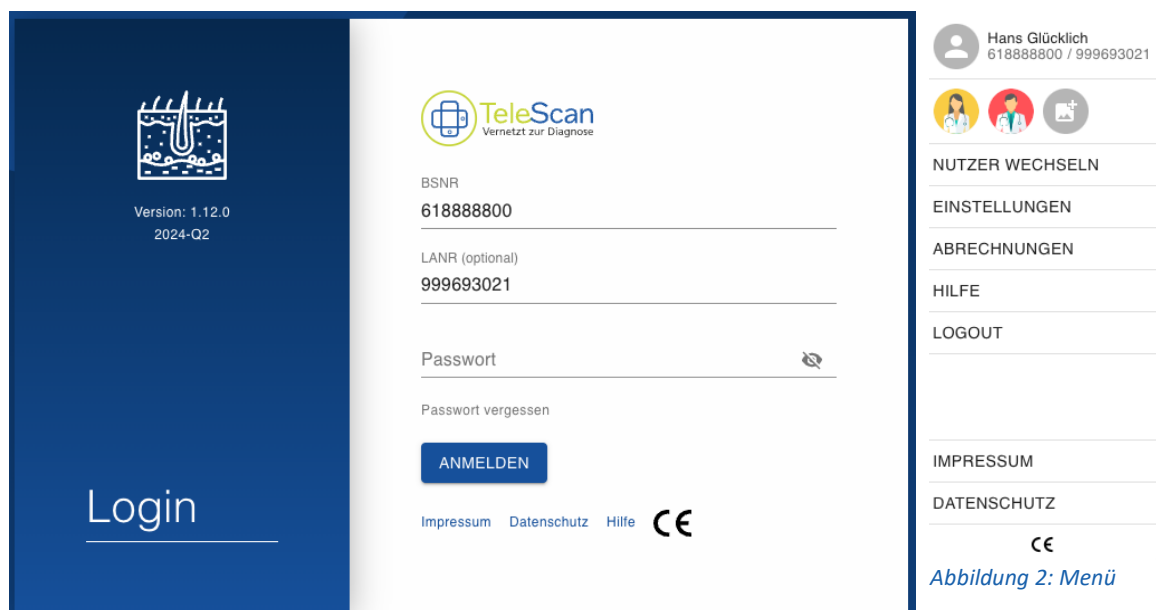 Version: 1.12.0
2024-Q2
Login
TeleScan
Vernetzt zur Diagnose
BSNR
618888800
LANR (optional)
999693021
Passwort
Passwort vergessen
ANMELDEN
Impressum Datenschutz Hilfe CE
Hans Glücklich
618888800 / 999693021
NUTZER WECHSELN
EINSTELLUNGEN
ABRECHNUNGEN
HILFE
LOGOUT
IMPRESSUM
DATENSCHUTZ
CE
Abbildung 2: Menü